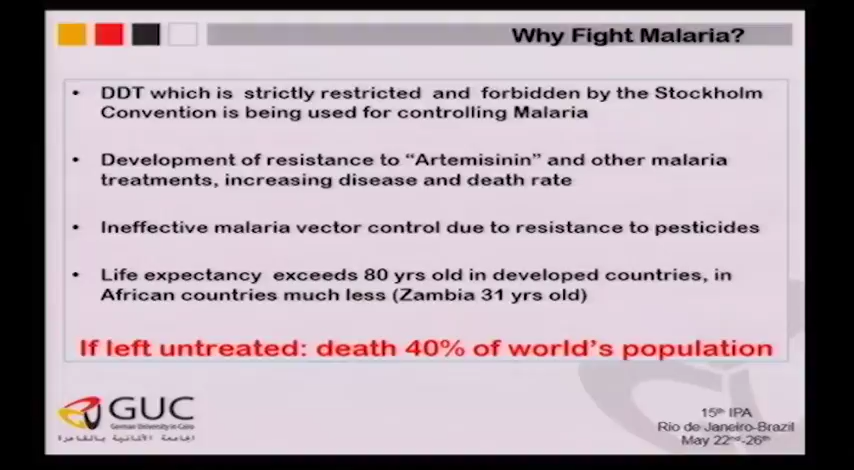 Why Fight Malaria?
• DDT which is strictly restricted and forbidden by the Stockholm
Convention is being used for controlling Malaria
• Development of resistance to “Artemisinin” and other malaria
treatments, increasing disease and death rate
• Ineffective malaria vector control due to resistance to pesticides
• Life expectancy exceeds 80 yrs old in developed countries, in
African countries much less (Zambia 31 yrs old)
If left untreated: death 40% of world’s population
GUC
German University in Cairo
الجامعة الألمانية بالقاهرة
15th IPA
Rio de Janeiro-Brazil
May 22nd-26th